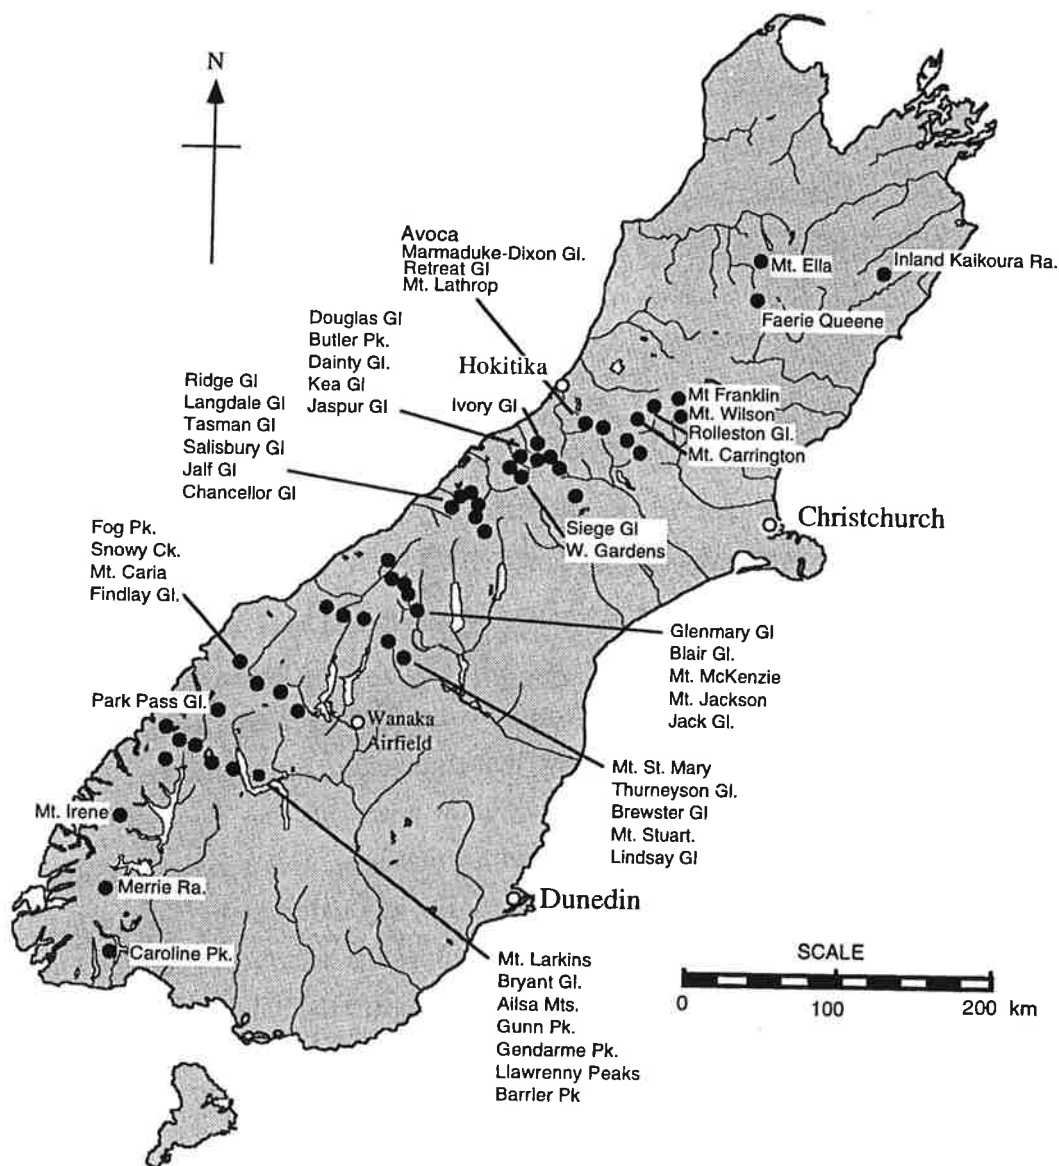 N
Avoca
Marmaduke-Dixon Gl.
Retreat Gl
Mt. Lathrop
Mt. Ella
Inland Kaikoura Ra.
Faerie Queene
Douglas Gl
Butler Pk.
Dainty Gl.
Kea Gl
Jaspur Gl
Hokitika
Ivory Gl
Ridge Gl
Langdale Gl
Tasman Gl
Salisbury Gl
Jalf Gl
Chancellor Gl
Mt Franklin
Mt. Wilson
Rolleston Gl.
Mt. Carrington
Christchurch
Siege Gl
W. Gardens
Fog Pk.
Snowy Ck.
Mt. Caria
Findlay Gl.
Glenmary Gl
Blair Gl.
Mt. McKenzie
Mt. Jackson
Jack Gl.
Park Pass Gl.
Wanaka
Airfield
Mt. St. Mary
Thurneyson Gl.
Brewster Gl
Mt. Stuart.
Lindsay Gl
Mt. Irene
Merrie Ra.
Dunedin
Caroline Pk.
Mt. Larkins
Bryant Gl.
Ailsa Mts.
Gunn Pk.
Gendarme Pk.
Llawrenny Peaks
Barrler Pk
SCALE
0 100 200 km